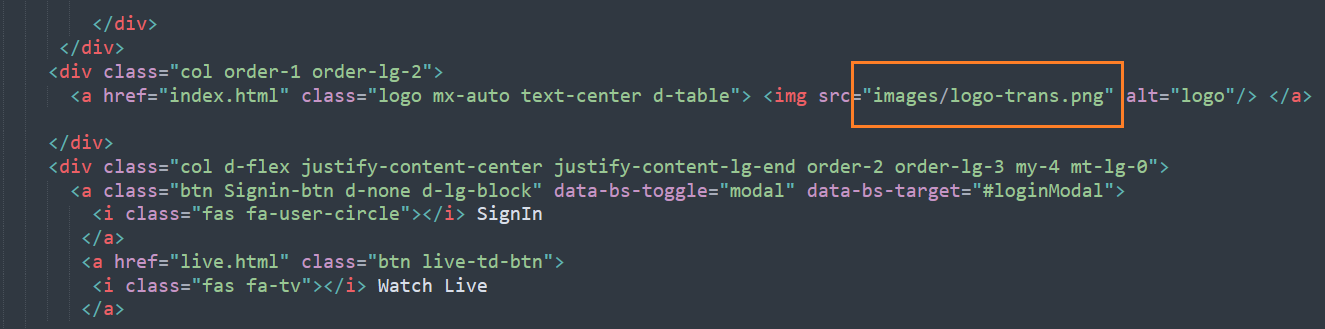 </div>
</div>
<div class="col order-1 order-lg-2">
<a href="index.html" class="logo mx-auto text-center d-table"> <img src="images/logo-trans.png" alt="logo"/> </a>
</div>
<div class="col d-flex justify-content-center justify-content-lg-end order-2 order-lg-3 my-4 mt-lg-0">
<a class="btn Signin-btn d-none d-lg-block" data-bs-toggle="modal" data-bs-target="#loginModal">
<i class="fas fa-user-circle"></i> SignIn
</a>
<a href="live.html" class="btn live-td-btn">
<i class="fas fa-tv"></i> Watch Live
</a>